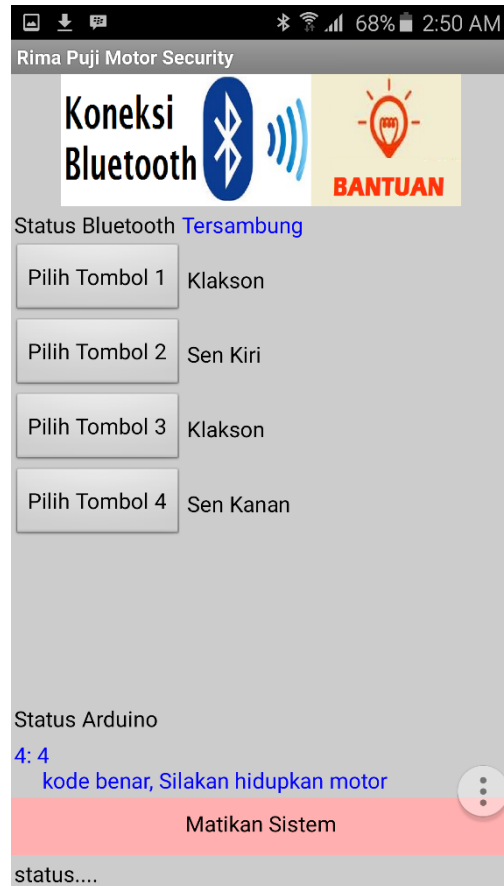 68% 2:50 AM
Rima Puji Motor Security
Koneksi
Bluetooth
BANTUAN
Status Bluetooth Tersambung
Pilih Tombol 1 Klakson
Pilih Tombol 2 Sen Kiri
Pilih Tombol 3 Klakson
Pilih Tombol 4 Sen Kanan
Status Arduino
4: 4
kode benar, Silakan hidupkan motor
Matikan Sistem
status....